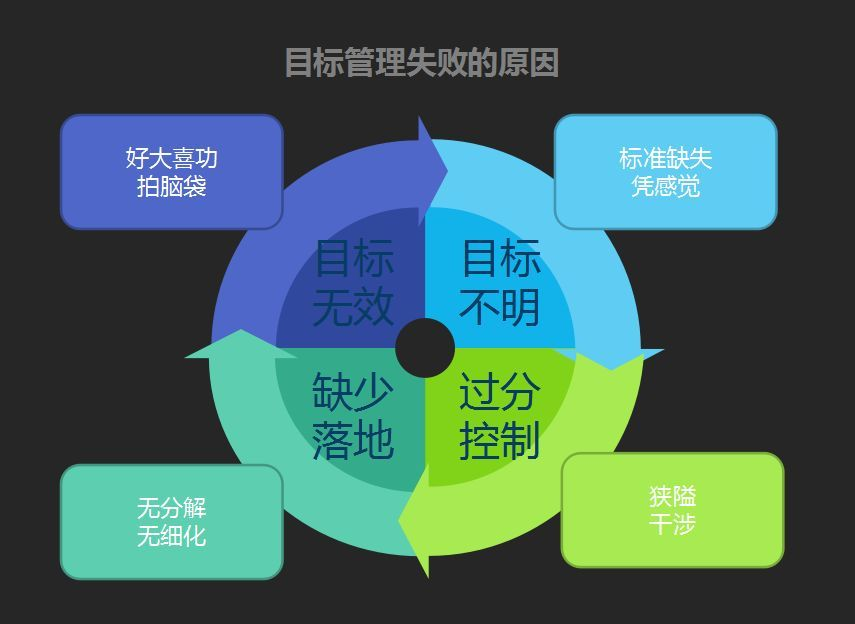 目标管理失败的原因
好大喜功
拍脑袋
标准缺失
凭感觉
目标
无效
目标
不明
缺少
落地
过分
控制
无分解
无细化
狭隘
干涉